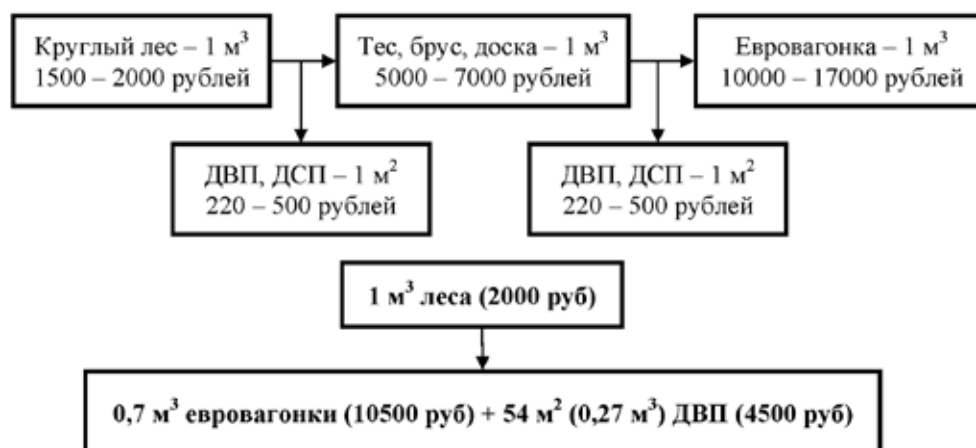 Круглый лес – 1 м³
1500 – 2000 рублей
Тес, брус, доска – 1 м³
5000 – 7000 рублей
Евровагонка – 1 м³
10000 – 17000 рублей
ДВП, ДСП – 1 м²
220 – 500 рублей
ДВП, ДСП – 1 м²
220 – 500 рублей
1 м³ леса (2000 руб)
0,7 м³ евровагонки (10500 руб) + 54 м² (0,27 м³) ДВП (4500 руб)